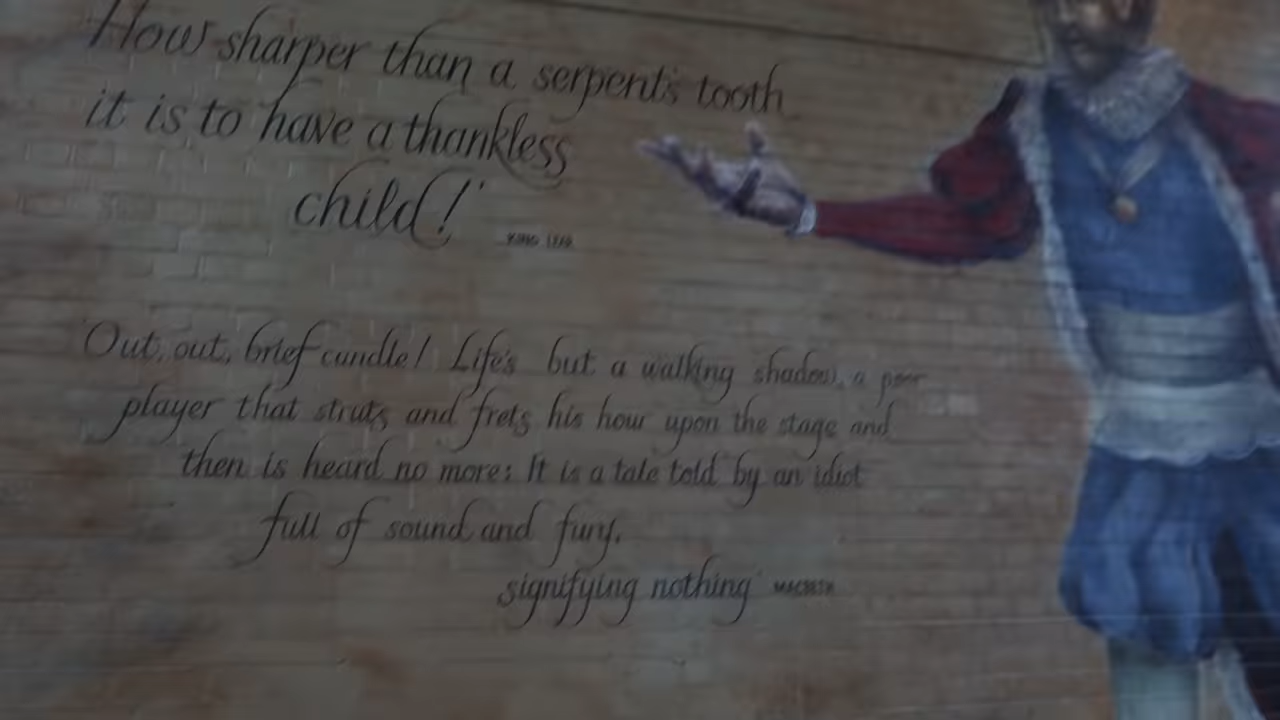 How sharper than a serpent's tooth
it is to have a thankless
child!
KING LEAR
Out, out, brief candle! Life's but a walking shadow, a poor
player that struts and frets his hour upon the stage and
then is heard no more: It is a tale told by an idiot
full of sound and fury,
signifying nothing
MACBETH